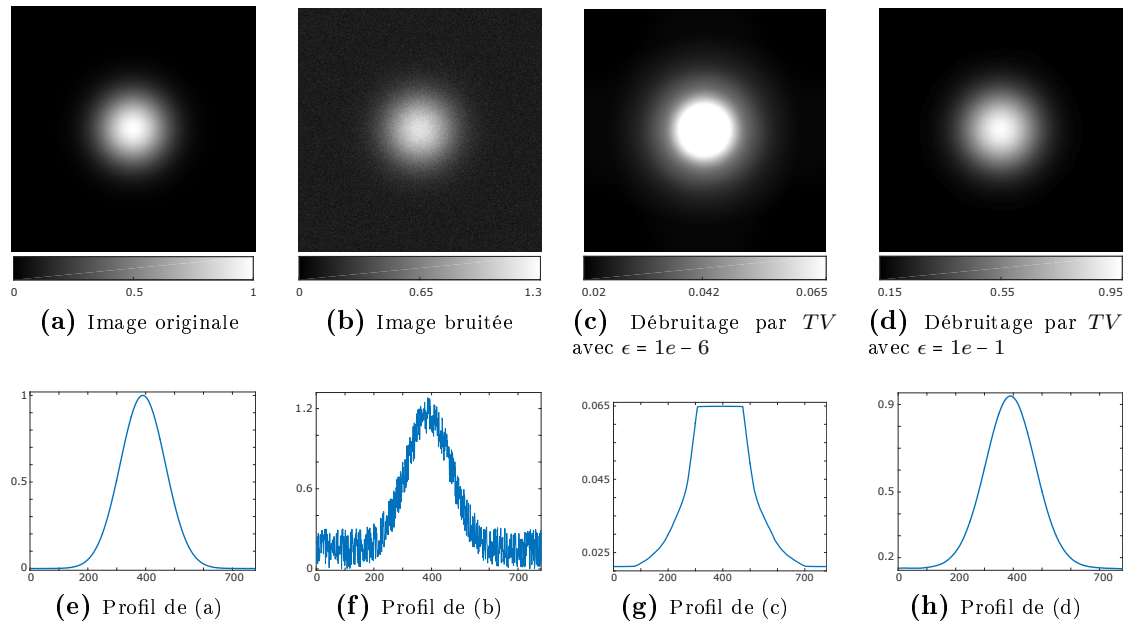 0 0.5 1
0 0.65 1.3
0.02 0.042 0.065
0.15 0.55 0.95
(a) Image originale
(b) Image bruitée
(c) Débruitage par TV
avec ϵ = 1e − 6
(d) Débruitage par TV
avec ϵ = 1e − 1
1
0.5
0
0 200 400 700
1.2
0.6
0
0 200 400 700
0.065
0.045
0.025
0 200 400 700
0.9
0.5
0.2
0 200 400 700
(e) Profil de (a)
(f) Profil de (b)
(g) Profil de (c)
(h) Profil de (d)